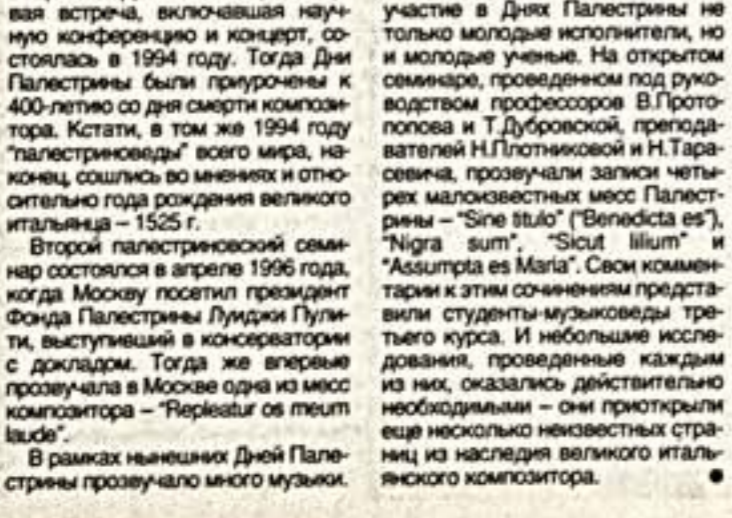 вая встреча, включавшая науч-
ную конференцию и концерт, со-
стоялась в 1994 году. Тогда Дни
Палестрины были приурочены к
400-летию со дня смерти компози-
тора. Кстати, в том же 1994 году
"палестриноведы" всего мира, на-
конец, сошлись во мнениях и отно-
сительно года рождения великого
итальянца – 1525 г.
Второй палестриновский семи-
нар состоялся в апреле 1996 года,
когда Москву посетил президент
Фонда Палестрины Луиджи Пули-
ти, выступивший в консерватории
с докладом. Тогда же впервые
прозвучала в Москве одна из месс
композитора – "Repleatur os meum
laude".
В рамках нынешних Дней Пале-
стрины прозвучало много музыки.
участие в Днях Палестрины не
только молодые исполнители, но
и молодые ученые. На открытом
семинаре, проведенном под руко-
водством профессоров В.Прото-
попова и Т.Дубровской, препода-
вателей Н.Плотниковой и Н.Тара-
севича, прозвучали записи четы-
рех малоизвестных месс Палест-
рины – "Sine titulo" ("Benedicta es"),
"Nigra sum", "Sicut lilium" и
"Assumpta es Maria". Свои коммен-
тарии к этим сочинениям предста-
вили студенты-музыковеды тре-
тьего курса. И небольшие иссле-
дования, проведенные каждым
из них, оказались действительно
необходимыми – они приоткрыли
еще несколько неизвестных стра-
ниц из наследия великого италь-
янского композитора. ●